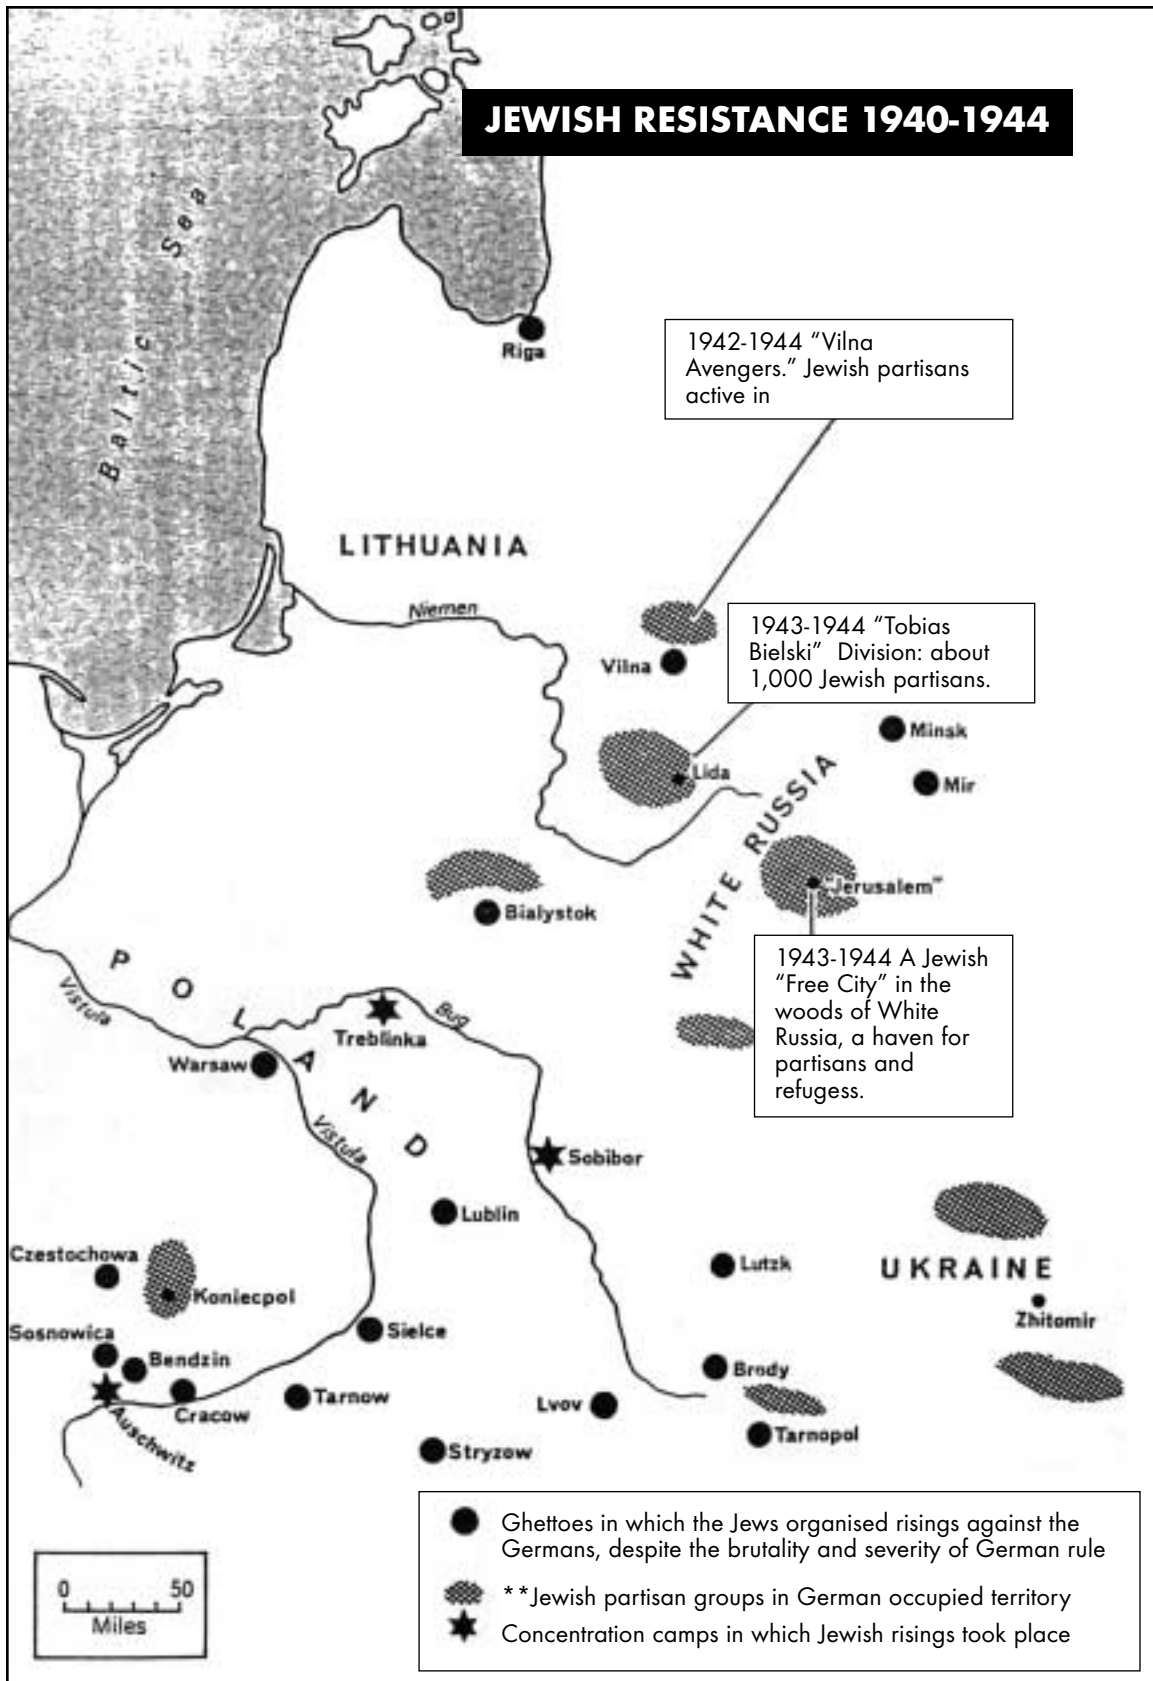 JEWISH RESISTANCE 1940-1944
Baltic Sea
Riga
1942-1944 “Vilna
Avengers.” Jewish partisans
active in
LITHUANIA
Niemen
1943-1944 “Tobias
Bielski” Division: about
1,000 Jewish partisans.
Vilna
Minsk
Lida
Mir
WHITE RUSSIA
"Jerusalem"
Bialystok
1943-1944 A Jewish
“Free City” in the
woods of White
Russia, a haven for
partisans and
refugess.
POLAND
Vistula
Bug
Treblinka
Warsaw
Vistula
Sobibor
Lublin
Czestochowa
Koniecpol
Lutzk
UKRAINE
Zhitomir
Sosnowica
Sielce
Bendzin
Brody
Cracow
Tarnow
Lvov
Auschwitz
Stryzow
Tarnopol
Ghettoes in which the Jews organised risings against the
Germans, despite the brutality and severity of German rule
**Jewish partisan groups in German occupied territory
Concentration camps in which Jewish risings took place
0 50
Miles